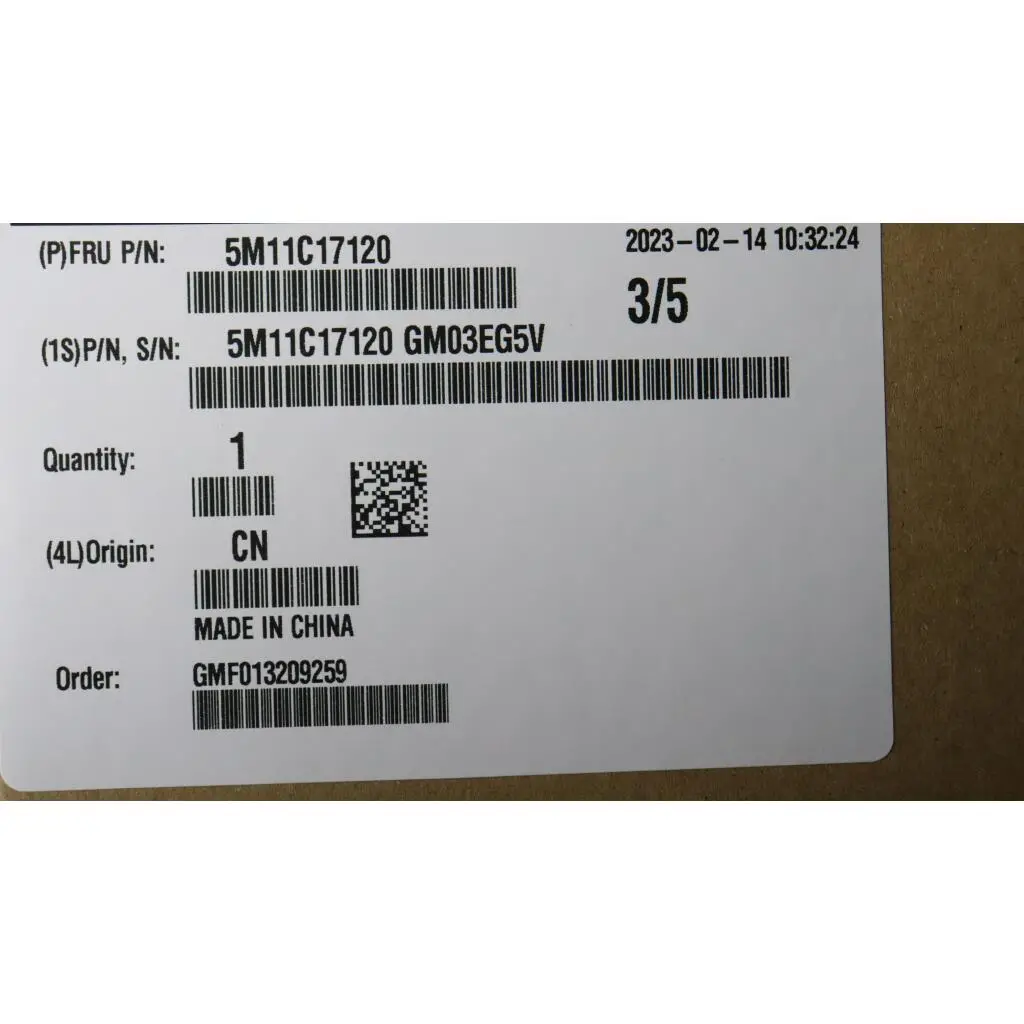 (P)FRU P/N: 5M11C17120 2023-02-14 10:32:24
3/5
(1S)P/N, S/N: 5M11C17120 GM03EG5V
Quantity: 1
(4L)Origin: CN
MADE IN CHINA
Order: GMF013209259